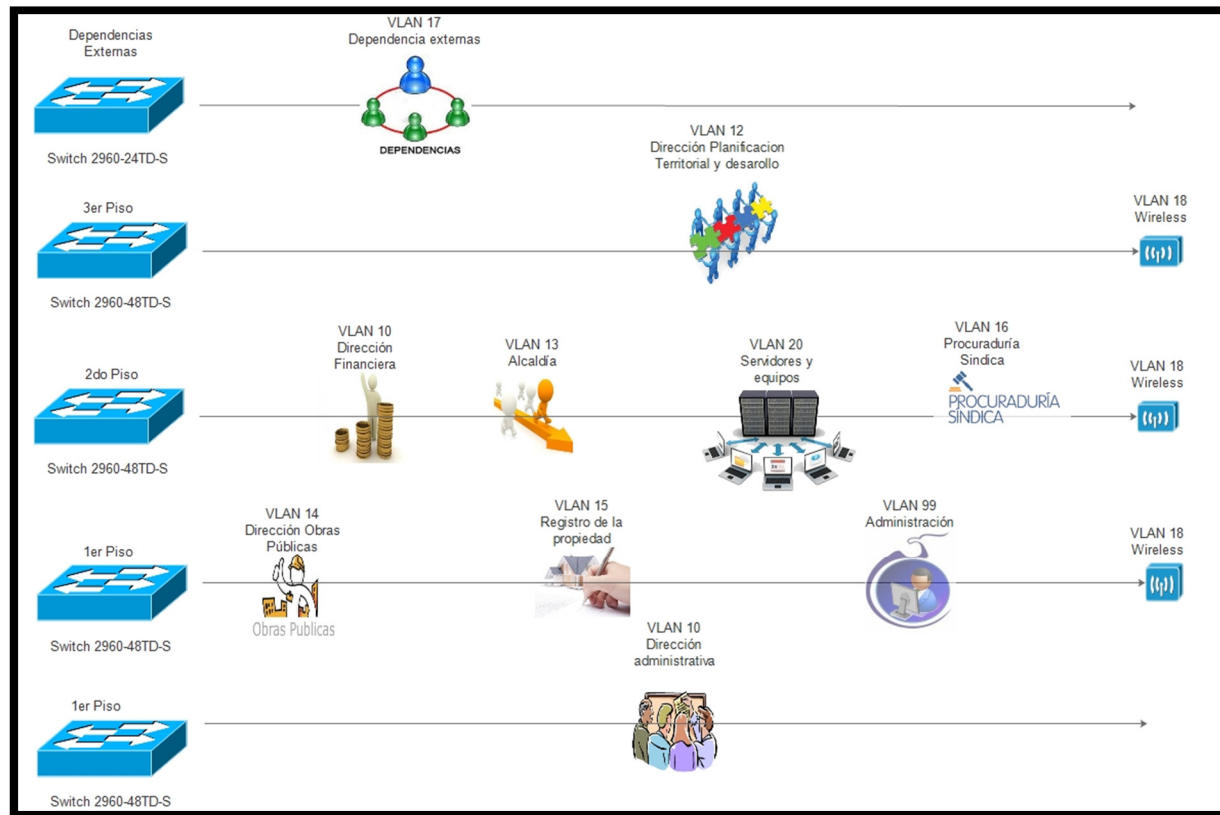 Dependencias
Externas
VLAN 17
Dependencia externas
DEPENDENCIAS
Switch 2960-24TD-S
VLAN 12
Dirección Planificacion
Territorial y desarollo
3er Piso
VLAN 18
Wireless
Switch 2960-48TD-S
2do Piso
VLAN 10
Dirección
Financiera
VLAN 13
Alcaldía
VLAN 20
Servidores y
equipos
VLAN 16
Procuraduría
Sindica
PROCURADURÍA
SÍNDICA
VLAN 18
Wireless
Switch 2960-48TD-S
1er Piso
VLAN 14
Dirección Obras
Públicas
Obras Publicas
VLAN 15
Registro de la
propiedad
VLAN 99
Administración
VLAN 18
Wireless
Switch 2960-48TD-S
1er Piso
VLAN 10
Dirección
administrativa
Switch 2960-48TD-S